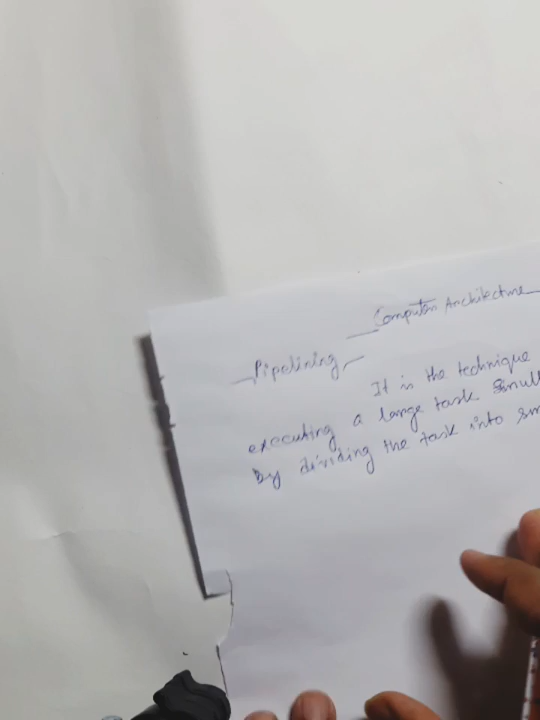 Computer Architecture
Pipelining
It is the technique
executing a large task
by dividing the task into